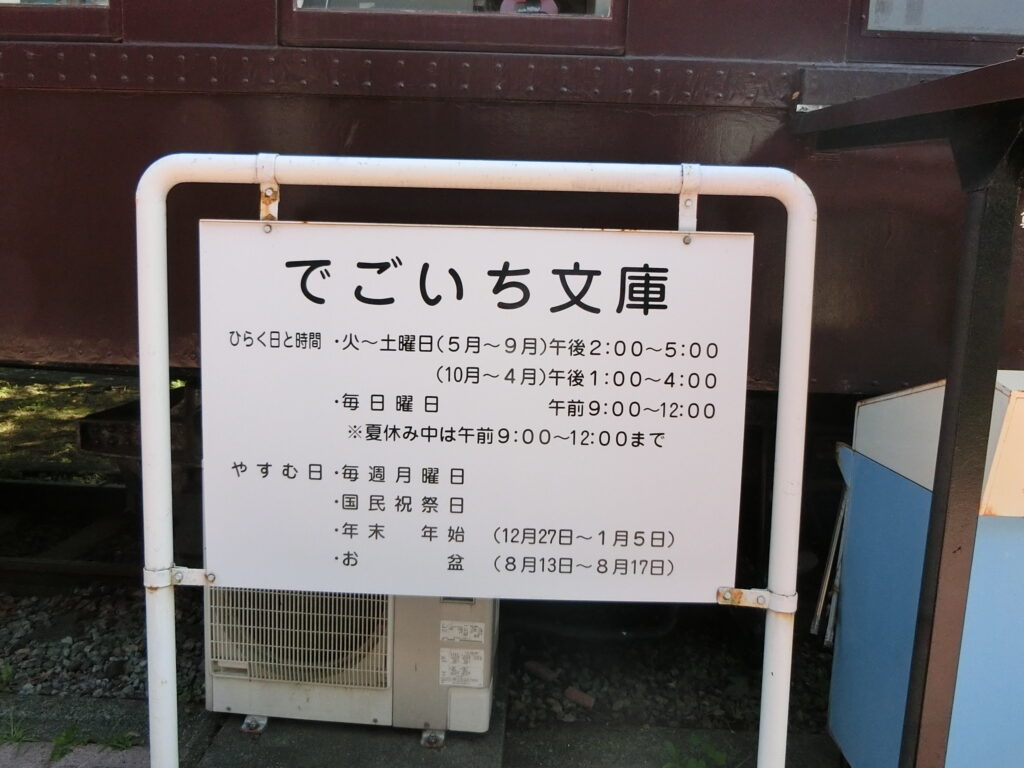 でごいち文庫
ひらく日と時間 ・火～土曜日(5月～9月)午後2:00～5:00
(10月～4月)午後1:00～4:00
・毎日曜日 午前9:00～12:00
※夏休み中は午前9:00～12:00まで
やすむ日 ・毎週月曜日
・国民祝祭日
・年末 年始 (12月27日～1月5日)
・お 盆 (8月13日～8月17日)